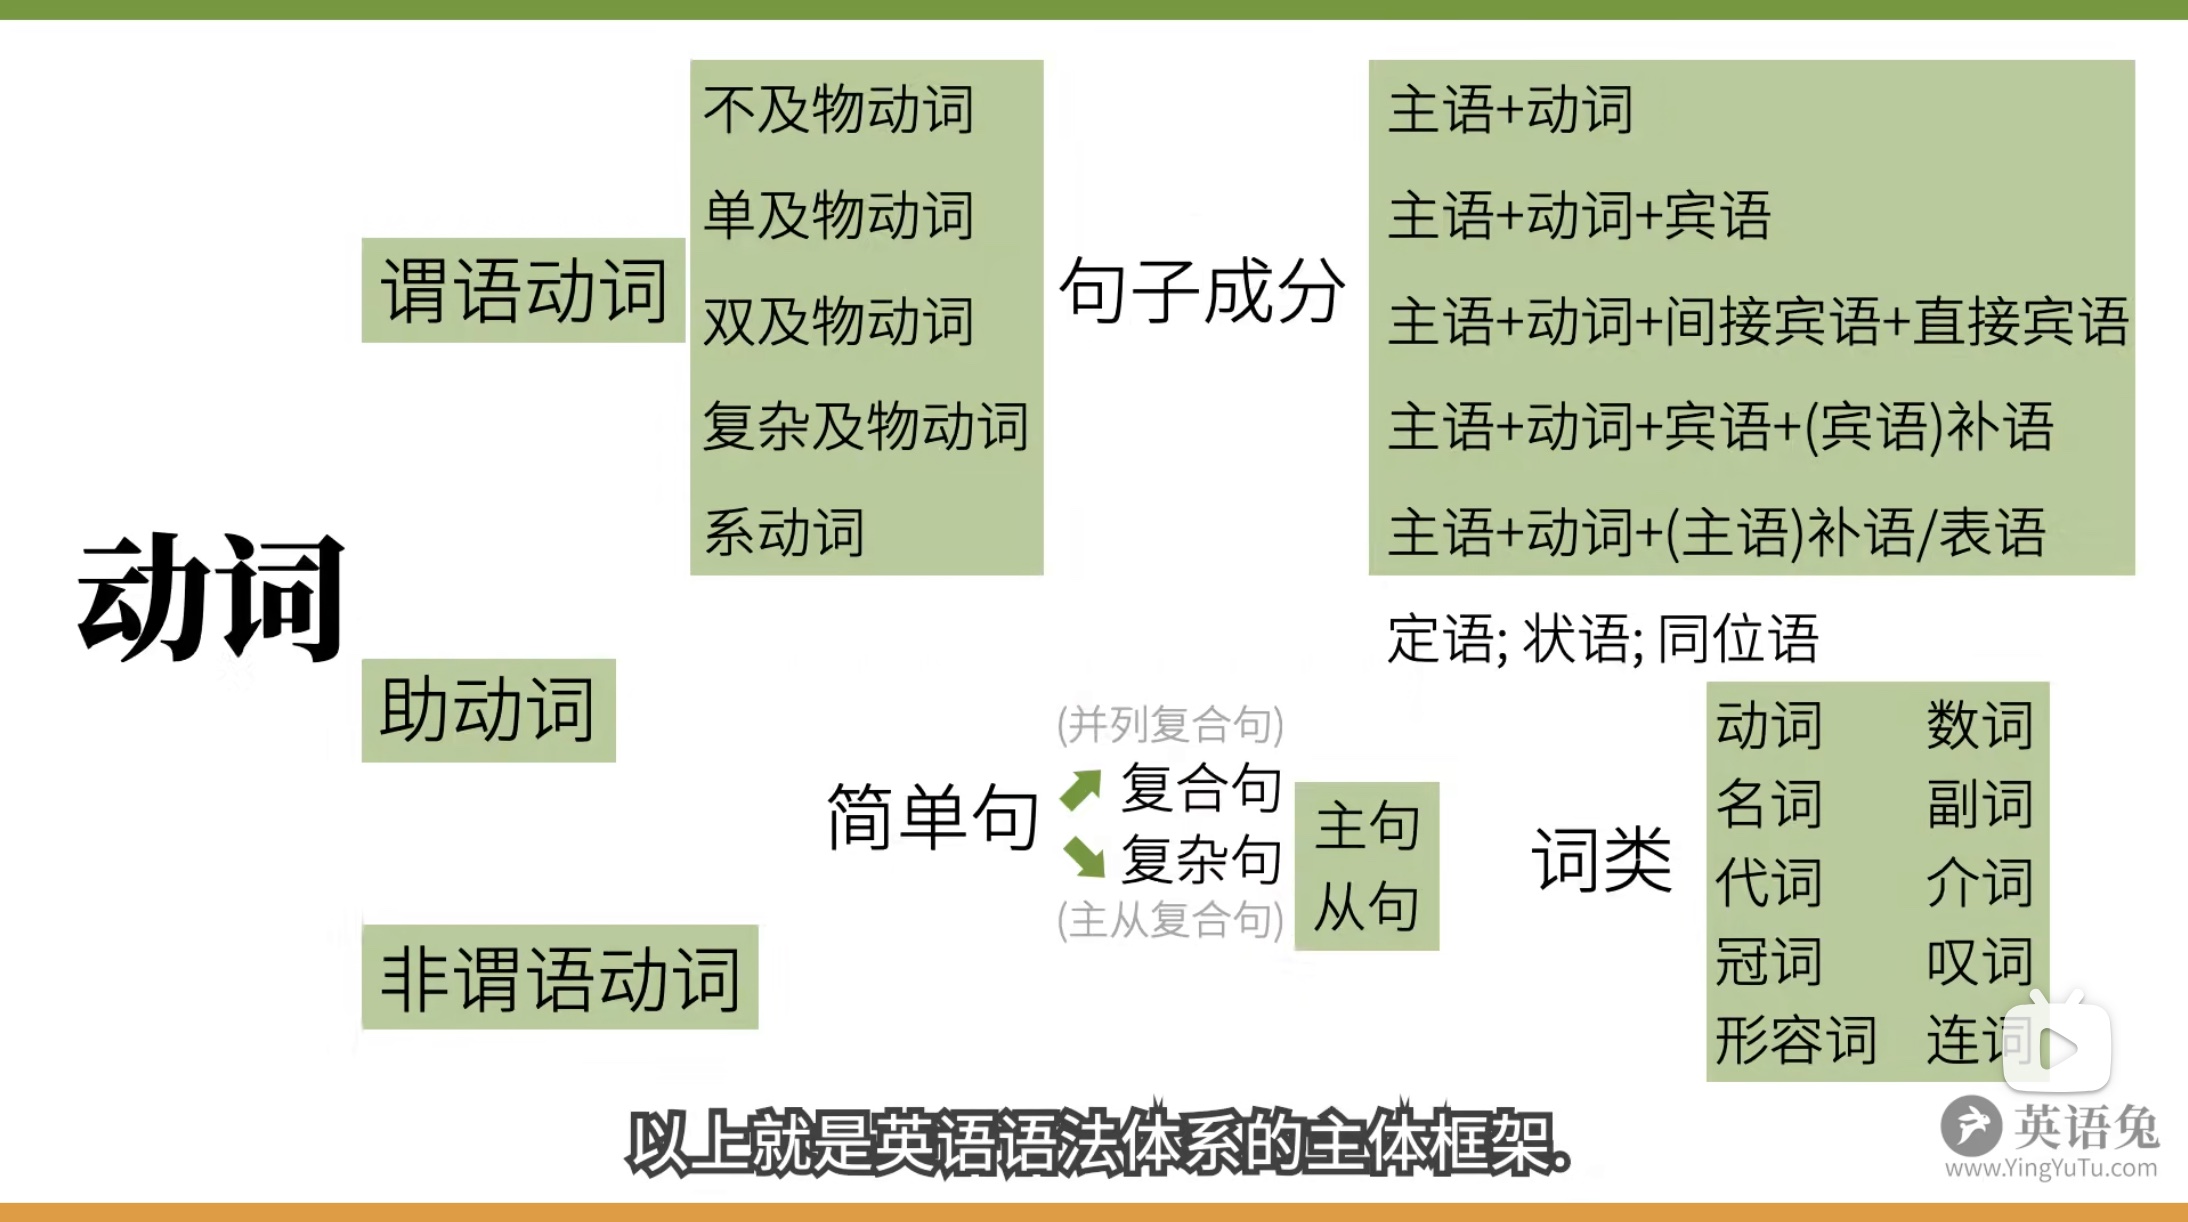 动词
谓语动词
不及物动词
单及物动词
双及物动词
复杂及物动词
系动词
句子成分
主语+动词
主语+动词+宾语
主语+动词+间接宾语+直接宾语
主语+动词+宾语+(宾语)补语
主语+动词+(主语)补语/表语
定语; 状语; 同位语
助动词
非谓语动词
简单句
(并列复合句)
复合句
复杂句
(主从复合句)
主句
从句
词类
动词 数词
名词 副词
代词 介词
冠词 叹词
形容词 连词
以上就是英语语法体系的主体框架。
英语兔
www.YingYuTu.com